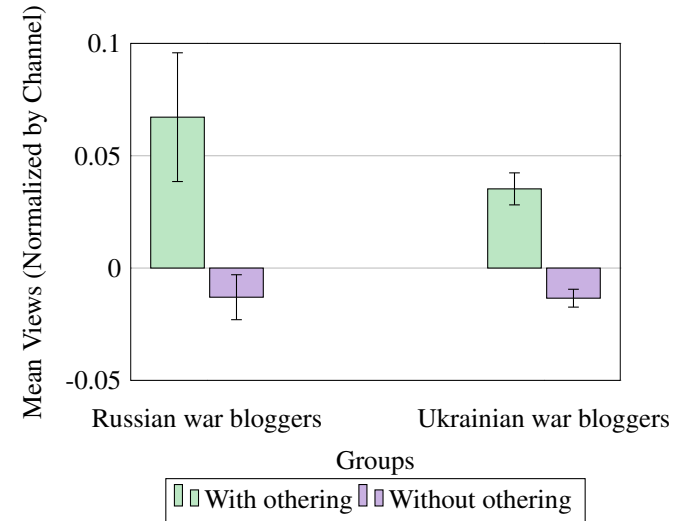 Mean Views (Normalized by Channel)
0.1
0.05
0
-0.05
Russian war bloggers
Ukrainian war bloggers
Groups
With othering
Without othering